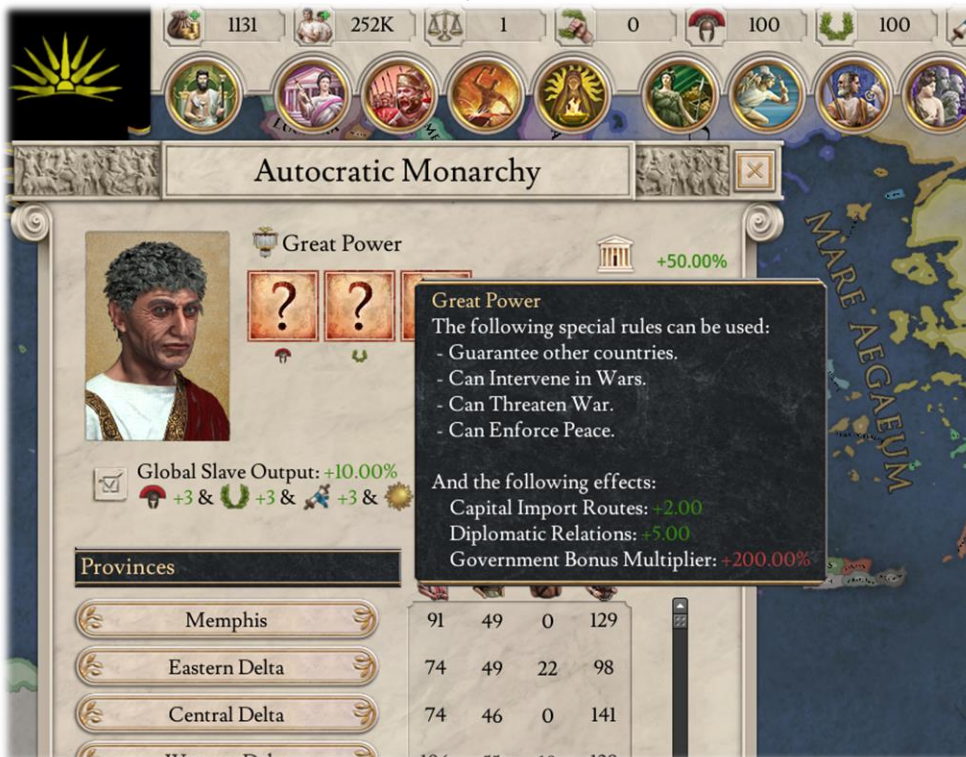 1131 252K 1 0 100 100
Autocratic Monarchy
Great Power
+50.00%
? ?
Great Power
The following special rules can be used:
- Guarantee other countries.
- Can Intervene in Wars.
- Can Threaten War.
- Can Enforce Peace.
And the following effects:
Capital Import Routes: +2.00
Diplomatic Relations: +5.00
Government Bonus Multiplier: +200.00%
Global Slave Output: +10.00%
+3 & +3 & +3 &
Provinces
Memphis 91 49 0 129
Eastern Delta 74 49 22 98
Central Delta 74 46 0 141
MARE AEGAEUM